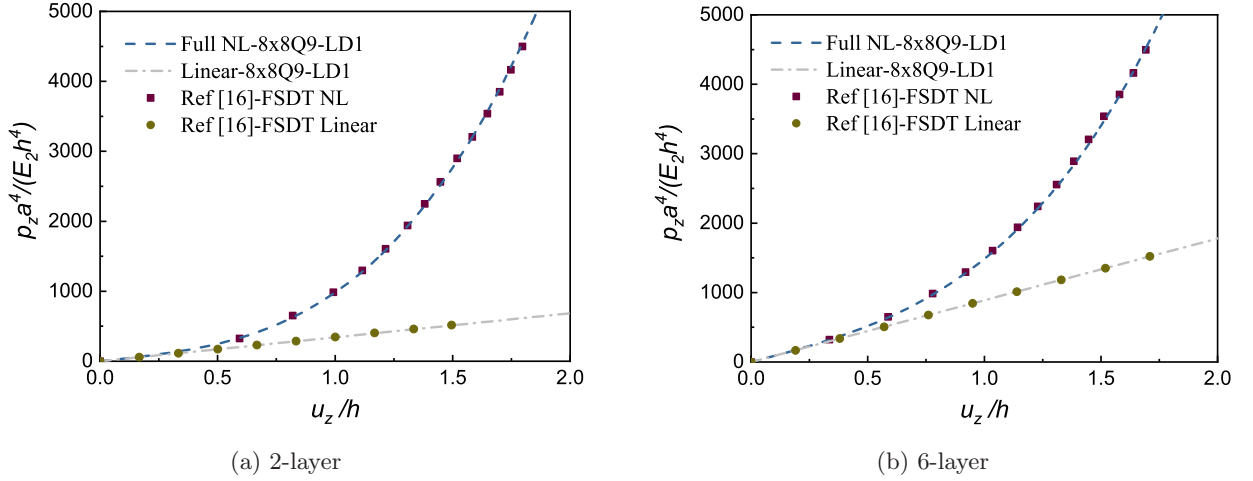 5000
4000
3000
2000
1000
0
0.0 0.5 1.0 1.5 2.0
p_z a^4/(E_2h^4)
u_z /h
Full NL-8x8Q9-LD1
Linear-8x8Q9-LD1
Ref [16]-FSDT NL
Ref [16]-FSDT Linear
(a) 2-layer
5000
4000
3000
2000
1000
0
0.0 0.5 1.0 1.5 2.0
p_z a^4/(E_2h^4)
u_z /h
Full NL-8x8Q9-LD1
Linear-8x8Q9-LD1
Ref [16]-FSDT NL
Ref [16]-FSDT Linear
(b) 6-layer